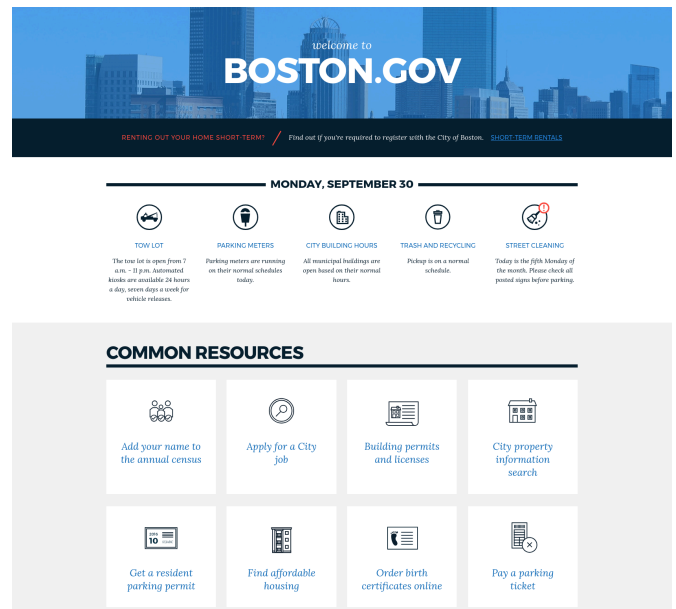 welcome to
BOSTON.GOV
RENTING OUT YOUR HOME SHORT-TERM? / Find out if you're required to register with the City of Boston. SHORT-TERM RENTALS
MONDAY, SEPTEMBER 30
TOW LOT
The tow lot is open from 7
a.m. - 11 p.m. Automated
kiosks are available 24 hours
a day, seven days a week for
vehicle releases.
PARKING METERS
Parking meters are running
on their normal schedules
today.
CITY BUILDING HOURS
All municipal buildings are
open based on their normal
hours.
TRASH AND RECYCLING
Pickup is on a normal
schedule.
STREET CLEANING
Today is the fifth Monday of
the month. Please check all
posted signs before parking.
COMMON RESOURCES
Add your name to
the annual census
Apply for a City
job
Building permits
and licenses
City property
information
search
10
Get a resident
parking permit
Find affordable
housing
Order birth
certificates online
Pay a parking
ticket